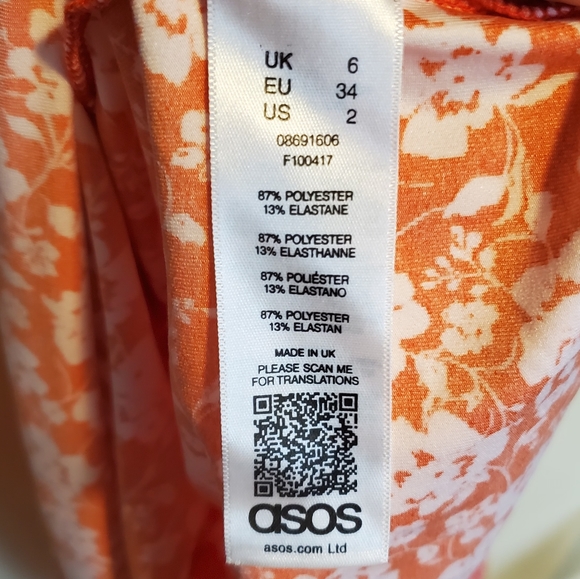 UK 6
EU 34
US 2
08691606
F100417
87% POLYESTER
13% ELASTANE
87% POLYESTER
13% ELASTHANNE
87% POLIÉSTER
13% ELASTANO
87% POLYESTER
13% ELASTAN
MADE IN UK
PLEASE SCAN ME
FOR TRANSLATIONS
asos
asos.com Ltd